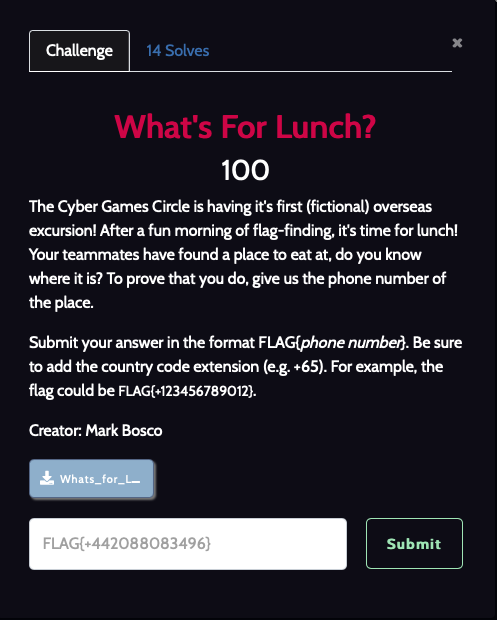 Challenge
14 Solves
×
What's For Lunch?
100
The Cyber Games Circle is having it's first (fictional) overseas
excursion! After a fun morning of flag-finding, it's time for lunch!
Your teammates have found a place to eat at, do you know
where it is? To prove that you do, give us the phone number of
the place.
Submit your answer in the format FLAG{phone number}. Be sure
to add the country code extension (e.g. +65). For example, the
flag could be FLAG{+123456789012}.
Creator: Mark Bosco
Whats_for_L...
FLAG{+442088083496}
Submit